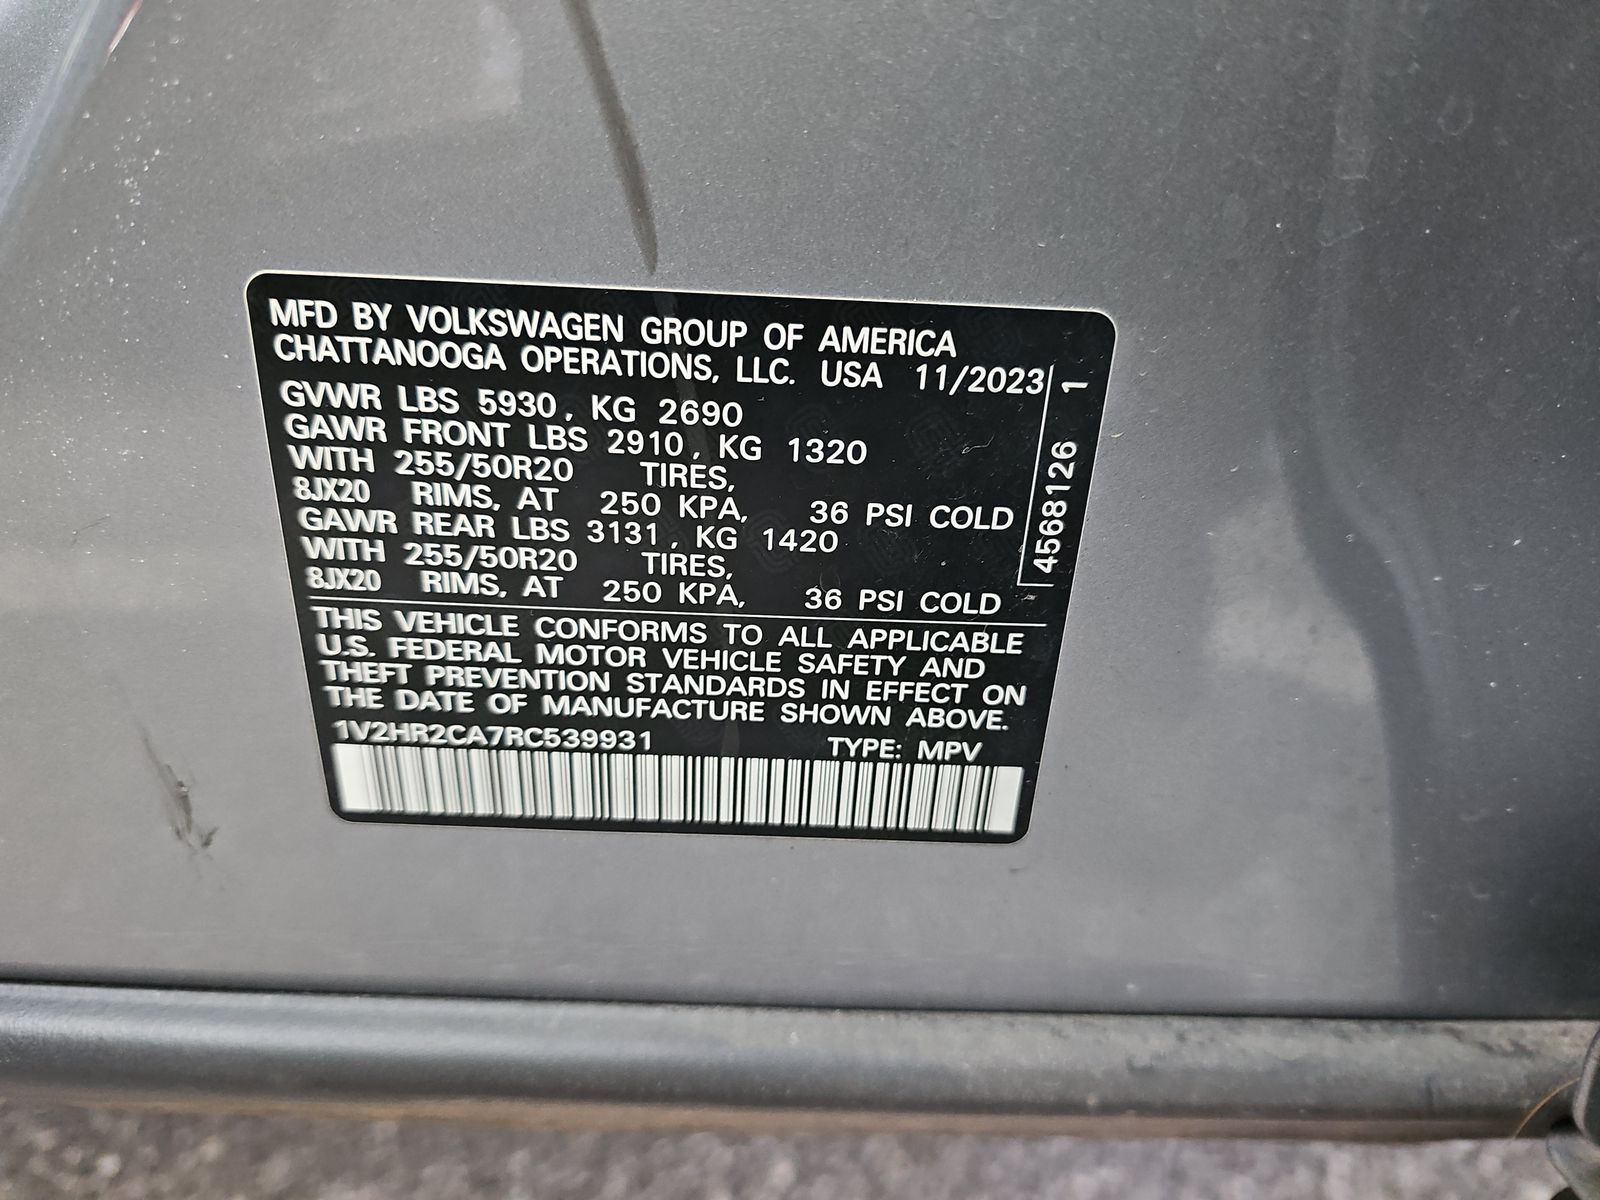 MFD BY VOLKSWAGEN GROUP OF AMERICA
CHATTANOOGA OPERATIONS, LLC. USA 11/2023
GVWR LBS 5930, KG 2690
GAWR FRONT LBS 2910, KG 1320
WITH 255/50R20 TIRES,
8JX20 RIMS, AT 250 KPA, 36 PSI COLD
GAWR REAR LBS 3131, KG 1420
WITH 255/50R20 TIRES,
8JX20 RIMS, AT 250 KPA, 36 PSI COLD
4568126 1
THIS VEHICLE CONFORMS TO ALL APPLICABLE
U.S. FEDERAL MOTOR VEHICLE SAFETY AND
THEFT PREVENTION STANDARDS IN EFFECT ON
THE DATE OF MANUFACTURE SHOWN ABOVE.
1V2HR2CA7RC539931 TYPE: MPV